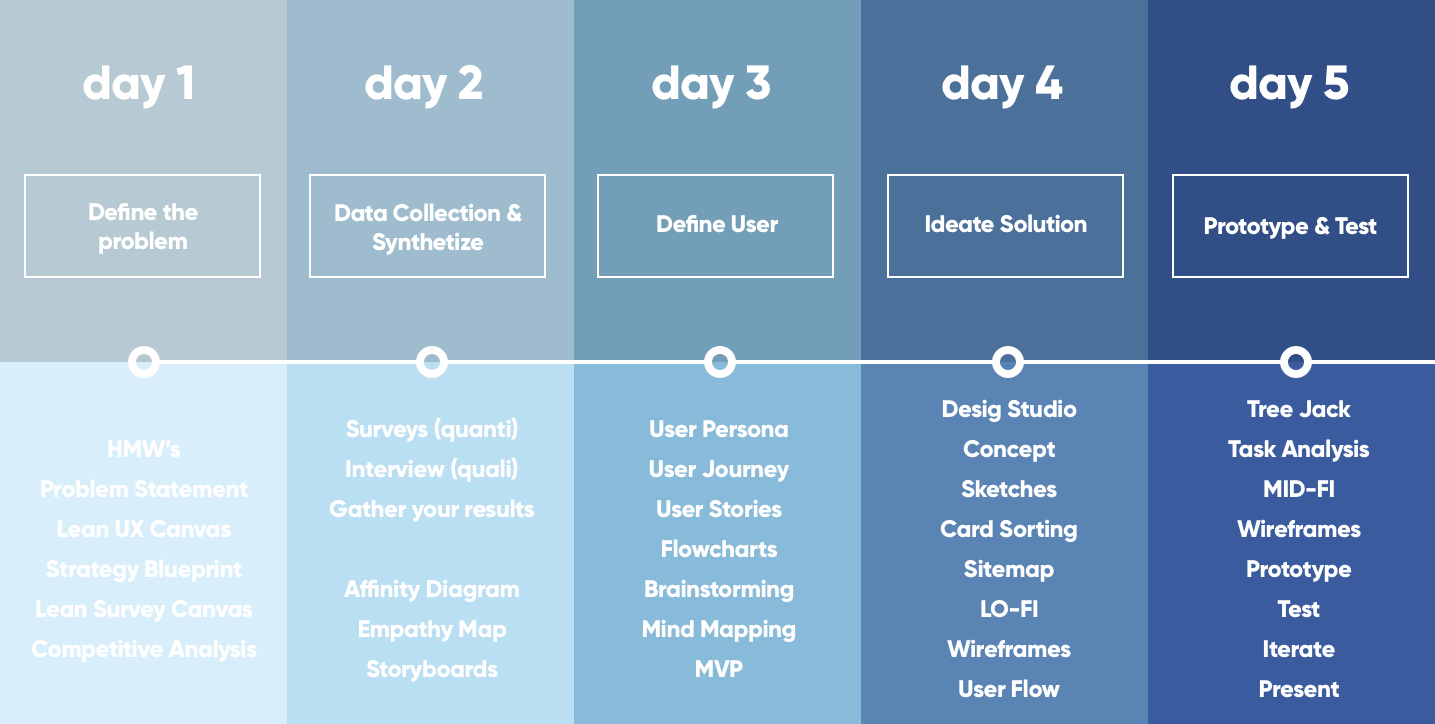 day 1
Define the
problem
HMW's
Problem Statement
Lean UX Canvas
Strategy Blueprint
Lean Survey Canvas
Competitive Analysis
day 2
Data Collection &
Synthetize
Surveys (quanti)
Interview (quali)
Gather your results
Affinity Diagram
Empathy Map
Storyboards
day 3
Define User
User Persona
User Journey
User Stories
Flowcharts
Brainstorming
Mind Mapping
MVP
day 4
Ideate Solution
Desig Studio
Concept
Sketches
Card Sorting
Sitemap
LO-FI
Wireframes
User Flow
day 5
Prototype & Test
Tree Jack
Task Analysis
MID-FI
Wireframes
Prototype
Test
Iterate
Present